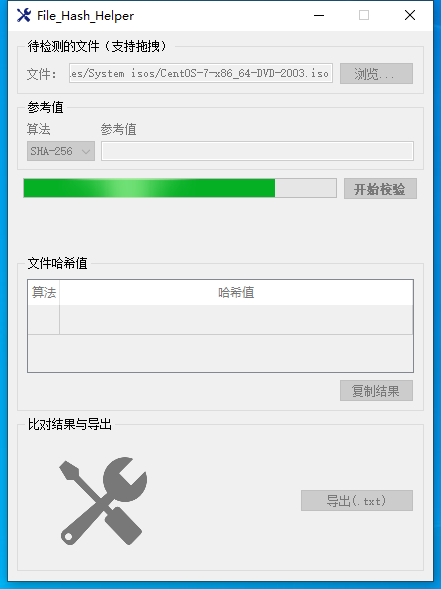 File_Hash_Helper
待检测的文件（支持拖拽）
文件： .es/System isos/CentOS-7-x86_64-DVD-2003.iso 浏览...
参考值
算法 参考值
SHA-256
开始校验
文件哈希值
算法 哈希值
复制结果
比对结果与导出
导出(.txt)